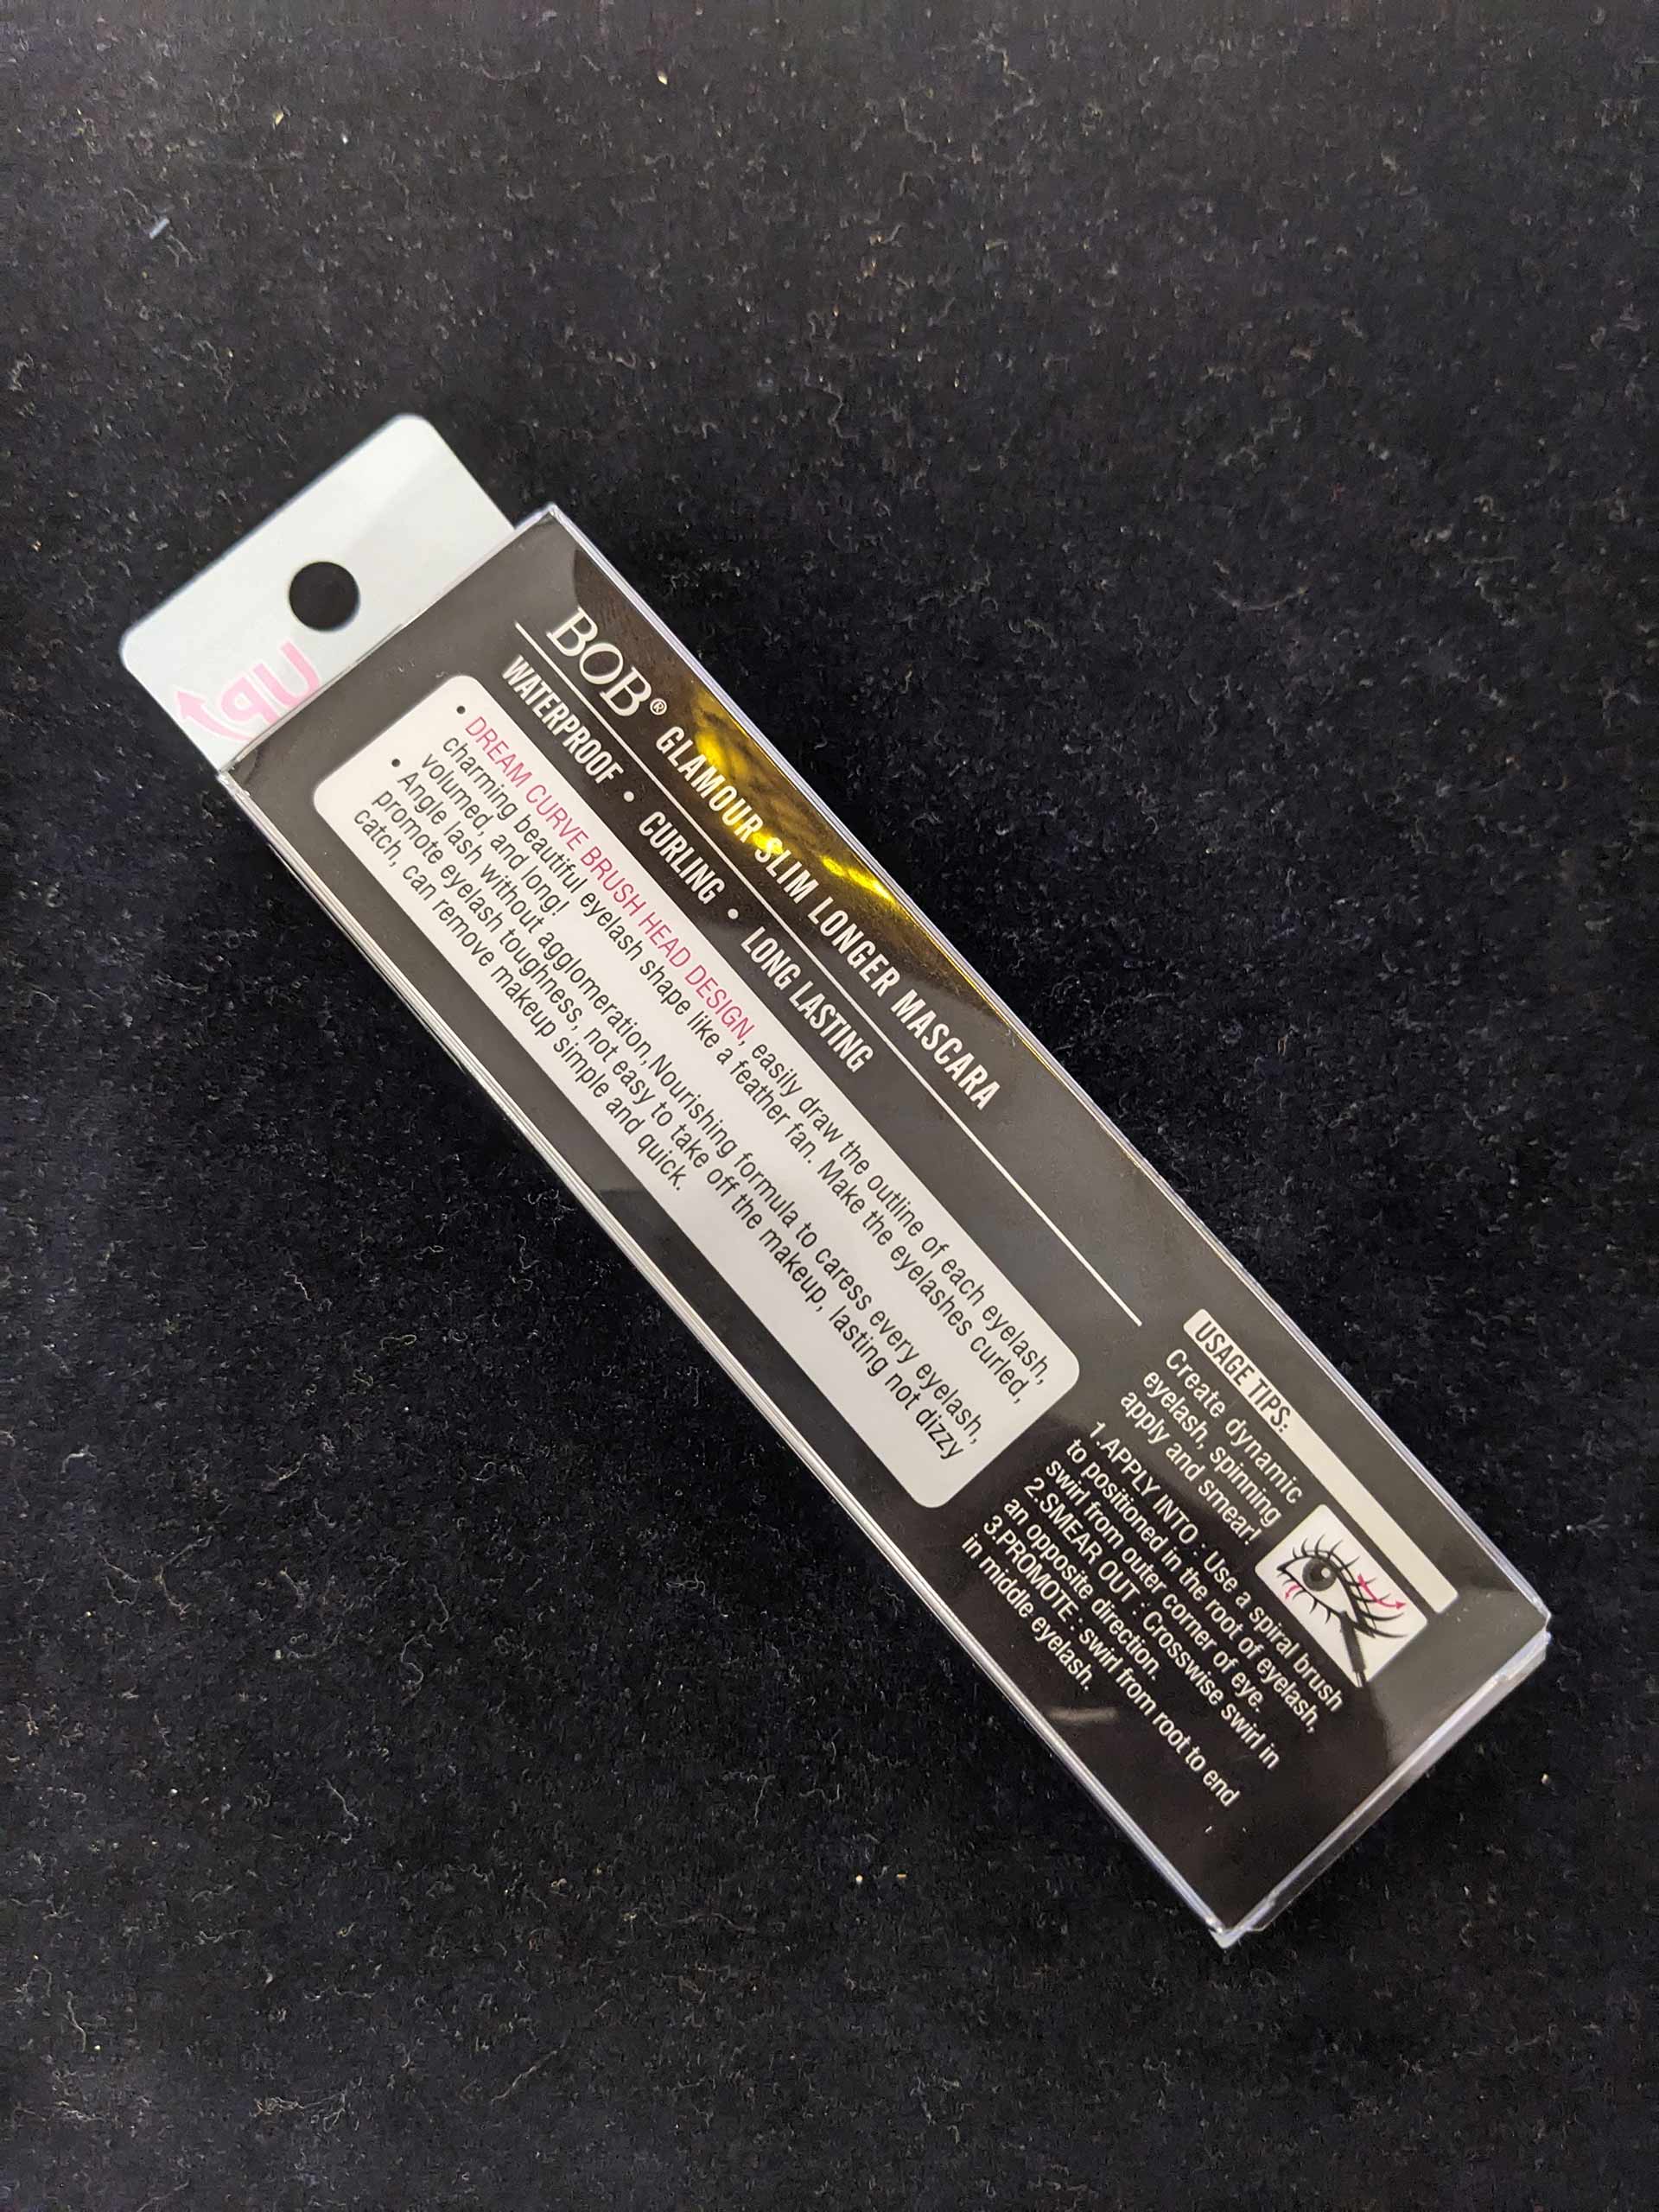 UP
BOB® GLAMOUR SLIM LONGER MASCARA
WATERPROOF • CURLING • LONG LASTING
• DREAM CURVE BRUSH HEAD DESIGN, easily draw the outline of each eyelash,
charming beautiful eyelash shape like a feather fan. Make the eyelashes curled,
volumed, and long!
• Angle lash without agglomeration, Nourishing formula to caress every eyelash,
promote eyelash toughness, not easy to take off the makeup, lasting not dizzy
catch, can remove makeup simple and quick.
USAGE TIPS:
Create dynamic
eyelash, spinning
apply and smear!
1.APPLY INTO : Use a spiral brush
to positioned in the root of eyelash,
swirl from outer corner of eye.
2.SMEAR OUT : Crosswise swirl in
an opposite direction.
3.PROMOTE : swirl from root to end
in middle eyelash.